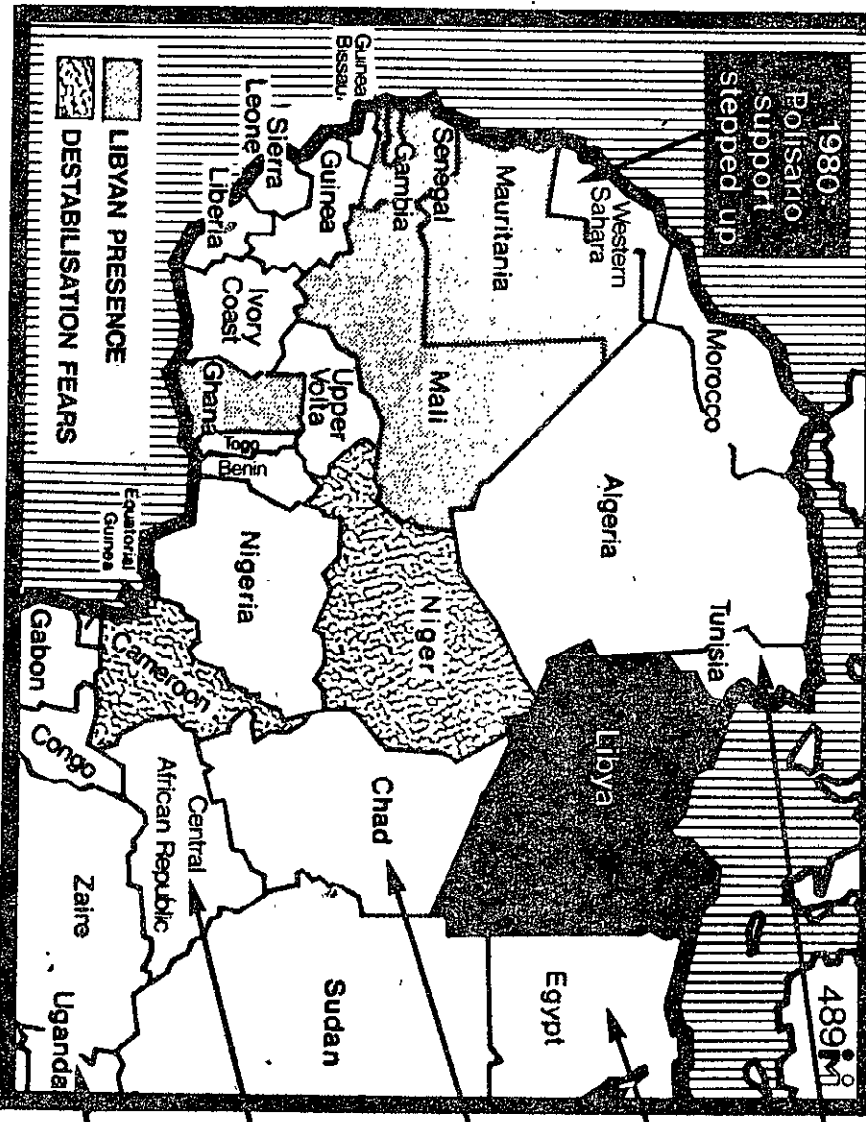 1980
Polisario
support
stepped up
489
Morocco
Tunisia
Western
Sahara
Algeria
Libya
Egypt
Mauritania
Mali
Niger
Chad
Sudan
Senegal
Gambia
Guinea
Bissau
Guinea
Sierra
Leone
Liberia
Ivory
Coast
Upper
Volta
Ghana
Togo
Benin
Nigeria
Cameroon
Central
African Republic
Equatorial
Guinea
Gabon
Congo
Zaire
Uganda
LIBYAN PRESENCE
DESTABILISATION FEARS